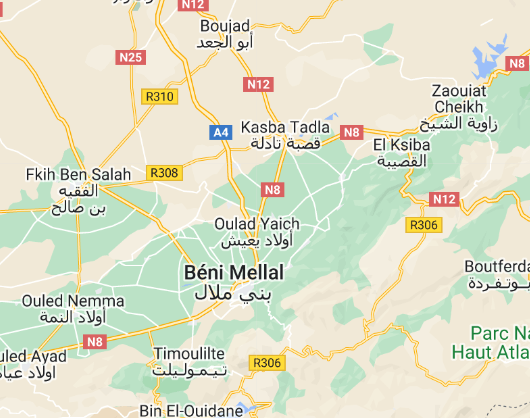 N12
Boujad
أبو الجعد
N25
N8
N12
R310
Zaouiat
Cheikh
زاوية الشيخ
A4
Kasba Tadla
قصبة تادلة
N8
El Ksiba
القصيبة
R308
Fkih Ben Salah
الفقيه
بن صالح
N8
N12
R306
Oulad Yaich
أولاد يعيش
Béni Mellal
بني ملال
Boutferda
بوتفردة
Ouled Nemma
أولاد النمة
Parc Na
Haut Atla
N8
uled Ayad
اولاد عياد
Timoulilte
تيموليلت
R306
Bin El-Ouidane